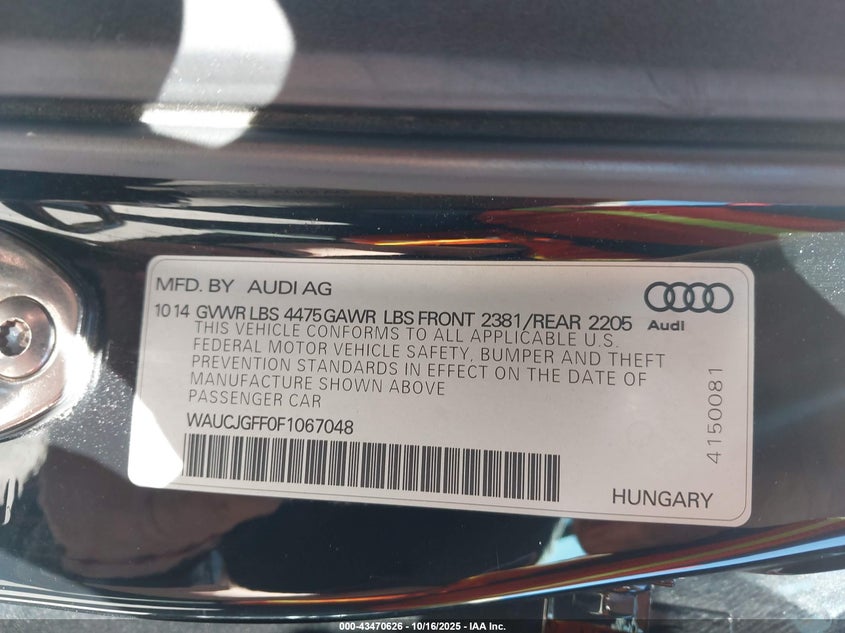 MFD. BY AUDI AG
10 14 GVWR LBS 4475 GAWR LBS FRONT 2381/REAR 2205
THIS VEHICLE CONFORMS TO ALL APPLICABLE U.S.
FEDERAL MOTOR VEHICLE SAFETY, BUMPER AND THEFT
PREVENTION STANDARDS IN EFFECT ON THE DATE OF
MANUFACTURE SHOWN ABOVE
PASSENGER CAR
WAUCJGFF0F1067048
Audi
4150081
HUNGARY
000-43470626 - 10/16/2025 - IAA Inc.